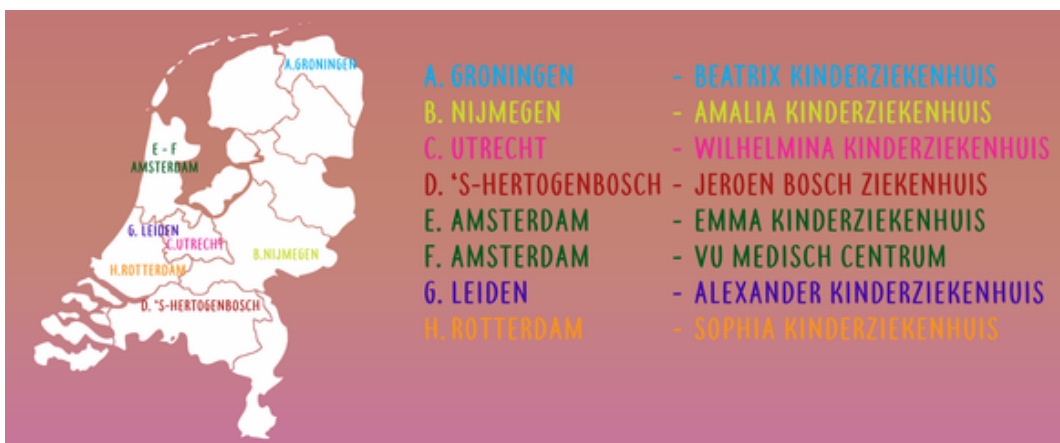 A. GRONINGEN
E - F
AMSTERDAM
G. LEIDEN
C. UTRECHT
B. NIJMEGEN
H. ROTTERDAM
D. 'S-HERTOGENBOSCH
A. GRONINGEN - BEATRIX KINDERZIEKENHUIS
B. NIJMEGEN - AMALIA KINDERZIEKENHUIS
C. UTRECHT - WILHELMINA KINDERZIEKENHUIS
D. 'S-HERTOGENBOSCH - JEROEN BOSCH ZIEKENHUIS
E. AMSTERDAM - EMMA KINDERZIEKENHUIS
F. AMSTERDAM - VU MEDISCH CENTRUM
G. LEIDEN - ALEXANDER KINDERZIEKENHUIS
H. ROTTERDAM - SOPHIA KINDERZIEKENHUIS